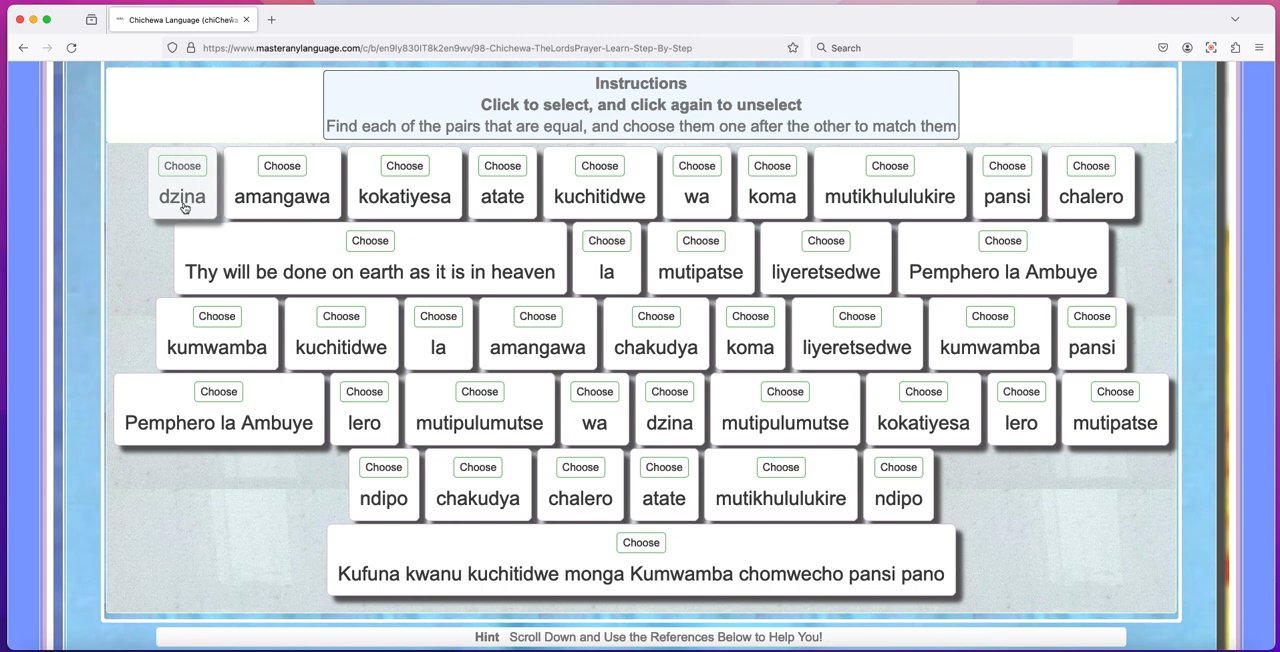 Chichewa Language (chiChewa
https://www.masteranylanguage.com/c/b/en9ly830IT8k2en9wv/98-Chichewa-TheLordsPrayer-Learn-Step-By-Step
Search
Instructions
Click to select, and click again to unselect
Find each of the pairs that are equal, and choose them one after the other to match them
Choose Choose Choose Choose Choose Choose Choose Choose Choose Choose
dzina amangawa kokatiyesa atate kuchitidwe wa koma mutikhululukire pansi chalero
Choose Choose Choose Choose Choose
Thy will be done on earth as it is in heaven la mutipatse liyeretsedwe Pemphero la Ambuye
Choose Choose Choose Choose Choose Choose Choose Choose Choose
kumwamba kuchitidwe la amangawa chakudya koma liyeretsedwe kumwamba pansi
Choose Choose Choose Choose Choose Choose Choose Choose Choose
Pemphero la Ambuye lero mutipulumutse wa dzina mutipulumutse kokatiyesa lero mutipatse
Choose Choose Choose Choose Choose Choose
ndipo chakudya chalero atate mutikhululukire ndipo
Choose
Kufuna kwanu kuchitidwe monga Kumwamba chomwecho pansi pano
Hint Scroll Down and Use the References Below to Help You!